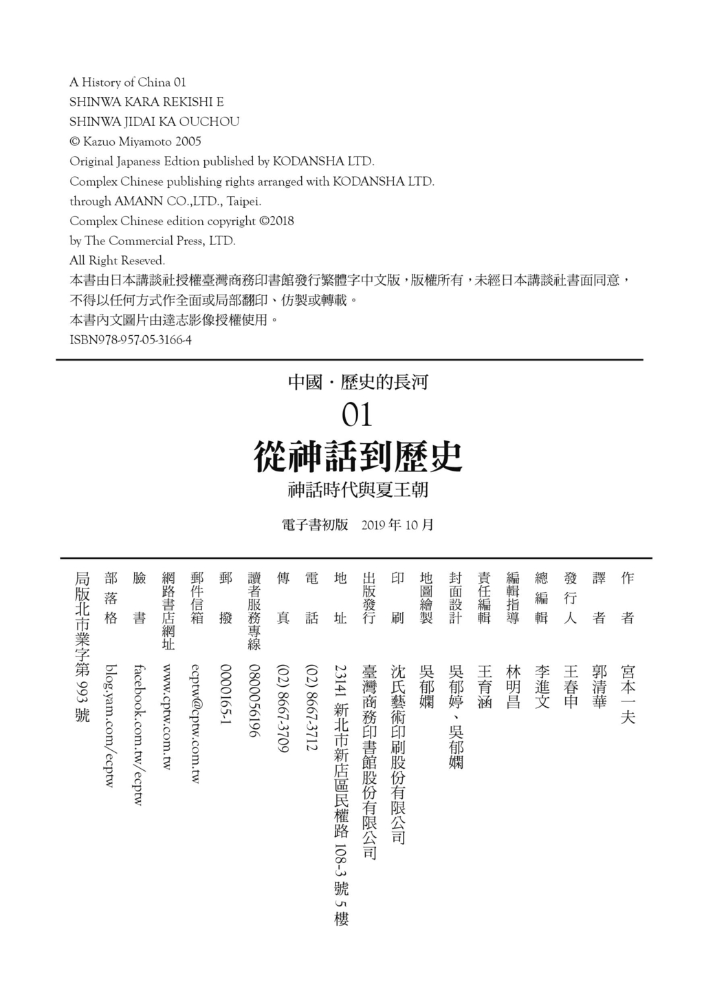 A History of China 01
SHINWA KARA REKISHI E
SHINWA JIDAI KA OUCHOU
© Kazuo Miyamoto 2005
Original Japaness Edtion published by KODANSHA LTD.
Complex Chinese publishing rights arranged with KODANSHA LTD.
through AMANN CO.,LTD., Taipei.
Complex Chinese edition copyright ©2018
by The Commercial Press, LTD.
All Right Reseved.
本書由日本講談社授權臺灣商務印書館發行繁體字中文版，版權所有，未經日本講談社書面同意，
不得以任何方式作全面或局部翻印、仿製或轉載。
本書內文圖片由達志影像授權使用。
ISBN978-957-05-3166-4
中國・歷史的長河
01
從神話到歷史
神話時代與夏王朝
電子書初版 2019年10月
作者 宮本一夫
譯者 郭清華
發行人 王春申
總編輯 李進文
編輯指導 林明昌
責任編輯 王育涵
封面設計 吳郁婷、吳郁嫻
地圖繪製 吳郁嫻
印刷 沈氏藝術印刷股份有限公司
出版發行 臺灣商務印書館股份有限公司
地址 23141 新北市新店區民權路 108-3 號 5 樓
電話 (02) 8667-3712
傳真 (02) 8667-3709
讀者服務專線 0800056196
郵撥 0000165-1
郵件信箱 ecptw@cptw.com.tw
網路書店網址 www.cptw.com.tw
臉書 facebook.com.tw/ecptw
部落格 blog.yam.com/ecptw
局版北市業字第 993 號